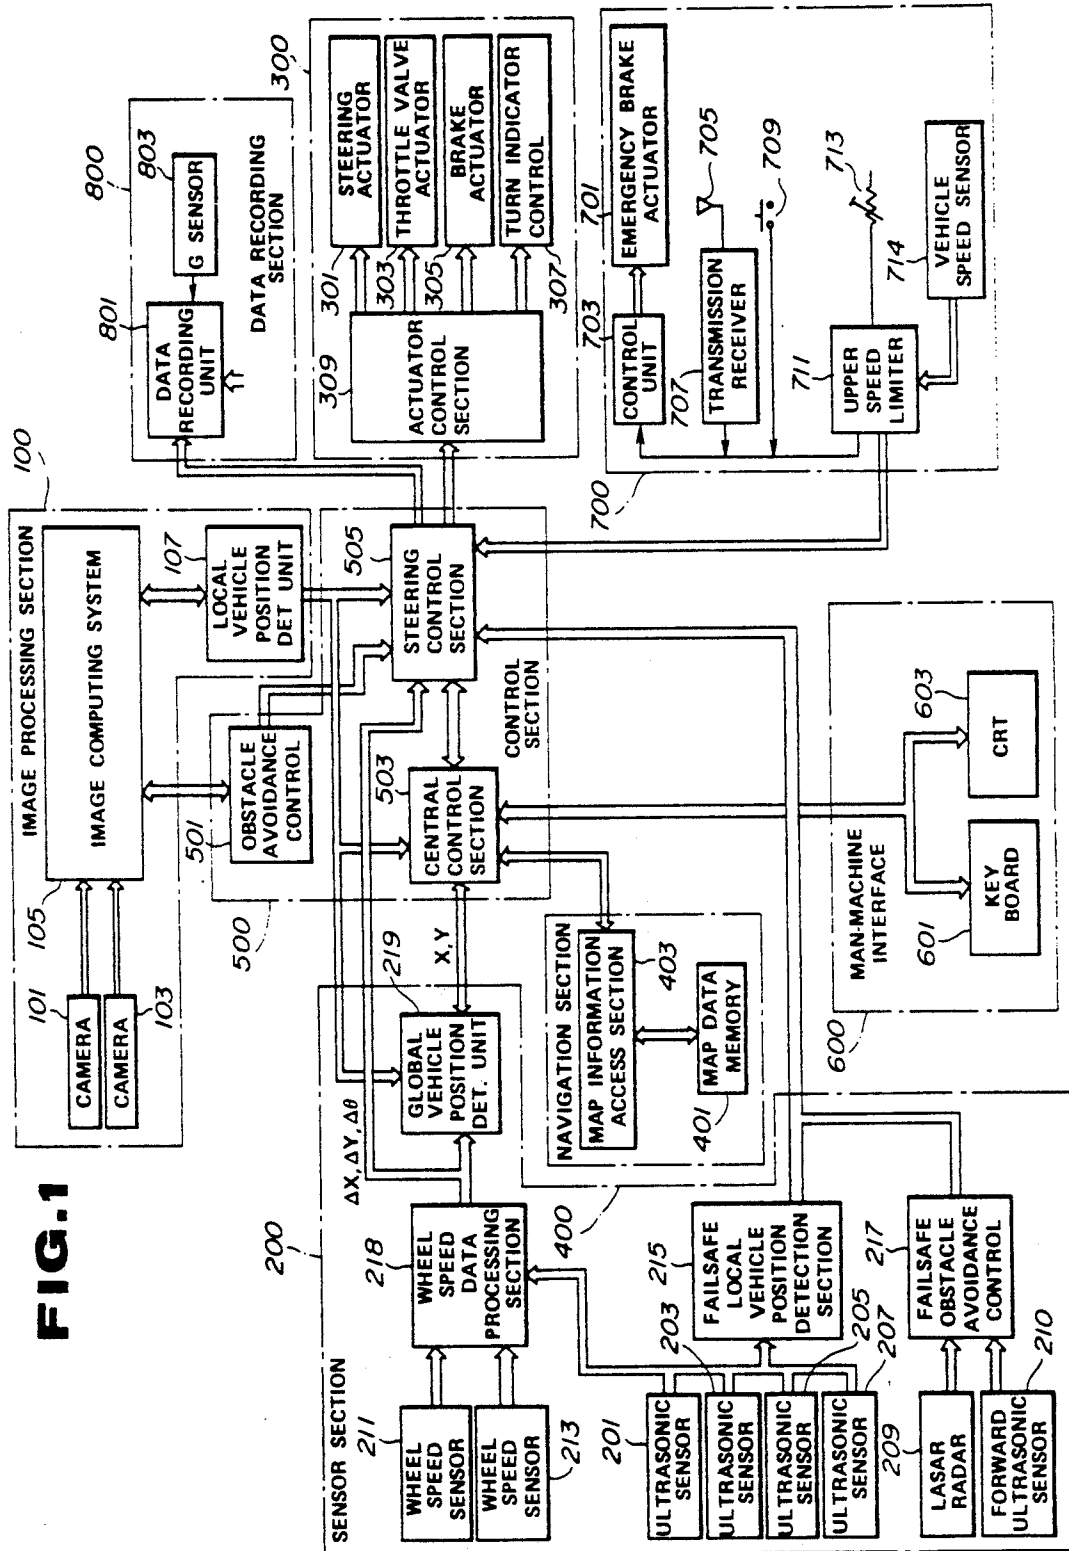 FIG.1
IMAGE PROCESSING SECTION
100
101
CAMERA
CAMERA
103
105
IMAGE COMPUTING SYSTEM
107
LOCAL
VEHICLE
POSITION
DET UNIT
800
801
803
DATA
RECORDING
UNIT
G SENSOR
DATA RECORDING
SECTION
500
501
OBSTACLE
AVOIDANCE
CONTROL
503
CENTRAL
CONTROL
SECTION
505
STEERING
CONTROL
SECTION
CONTROL
SECTION
300
309
ACTUATOR
CONTROL
SECTION
301
STEERING
ACTUATOR
303
THROTTLE VALVE
ACTUATOR
305
BRAKE
ACTUATOR
307
TURN INDICATOR
CONTROL
200
SENSOR SECTION
ΔX, ΔY, Δθ
X,Y
211
WHEEL
SPEED
SENSOR
WHEEL
SPEED
SENSOR
213
218
WHEEL
SPEED
DATA
PROCESSING
SECTION
219
GLOBAL
VEHICLE
POSITION
DET. UNIT
201
ULTRASONIC
SENSOR
203
ULTRASONIC
SENSOR
205
ULTRASONIC
SENSOR
207
ULTRASONIC
SENSOR
215
FAILSAFE
LOCAL
VEHICLE
POSITION
DETECTION
SECTION
209
LASAR
RADAR
210
FORWARD
ULTRASONIC
SENSOR
217
FAILSAFE
OBSTACLE
AVOIDANCE
CONTROL
400
NAVIGATION SECTION
MAP INFORMATION
ACCESS SECTION
403
MAP DATA
MEMORY
401
600
MAN-MACHINE
INTERFACE
601
KEY
BOARD
603
CRT
700
701
EMERGENCY BRAKE
ACTUATOR
703
CONTROL
UNIT
705
707
TRANSMISSION
RECEIVER
709
711
UPPER
SPEED
LIMITER
713
714
VEHICLE
SPEED SENSOR